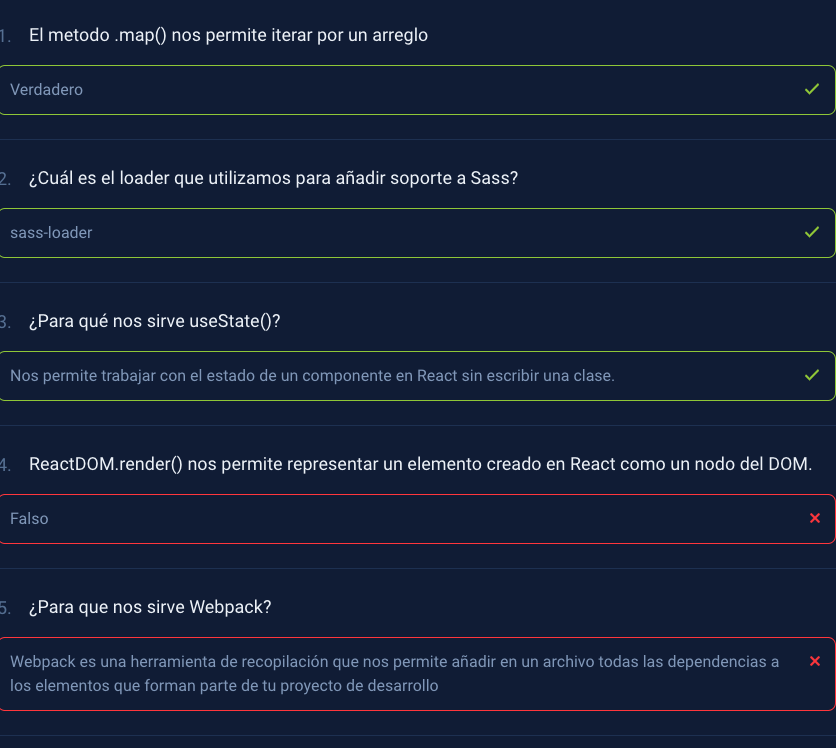 1. El metodo .map() nos permite iterar por un arreglo
Verdadero
2. ¿Cuál es el loader que utilizamos para añadir soporte a Sass?
sass-loader
3. ¿Para qué nos sirve useState()?
Nos permite trabajar con el estado de un componente en React sin escribir una clase.
4. ReactDOM.render() nos permite representar un elemento creado en React como un nodo del DOM.
Falso
5. ¿Para que nos sirve Webpack?
Webpack es una herramienta de recopilación que nos permite añadir en un archivo todas las dependencias a
los elementos que forman parte de tu proyecto de desarrollo